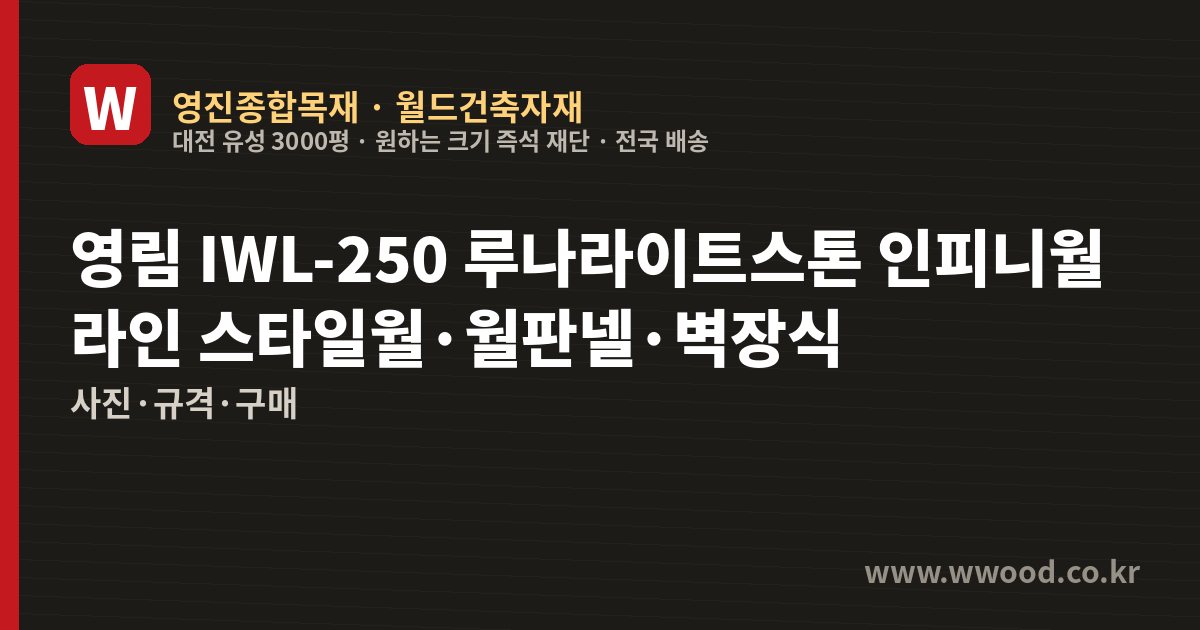 W
영진종합목재 · 월드건축자재
대전 유성 3000평 · 원하는 크기 즉석 재단 · 전국 배송
영림 IWL-250 루나라이트스톤 인피니월
라인 스타일월·월판넬·벽장식
사진·규격·구매
www.wwood.co.kr